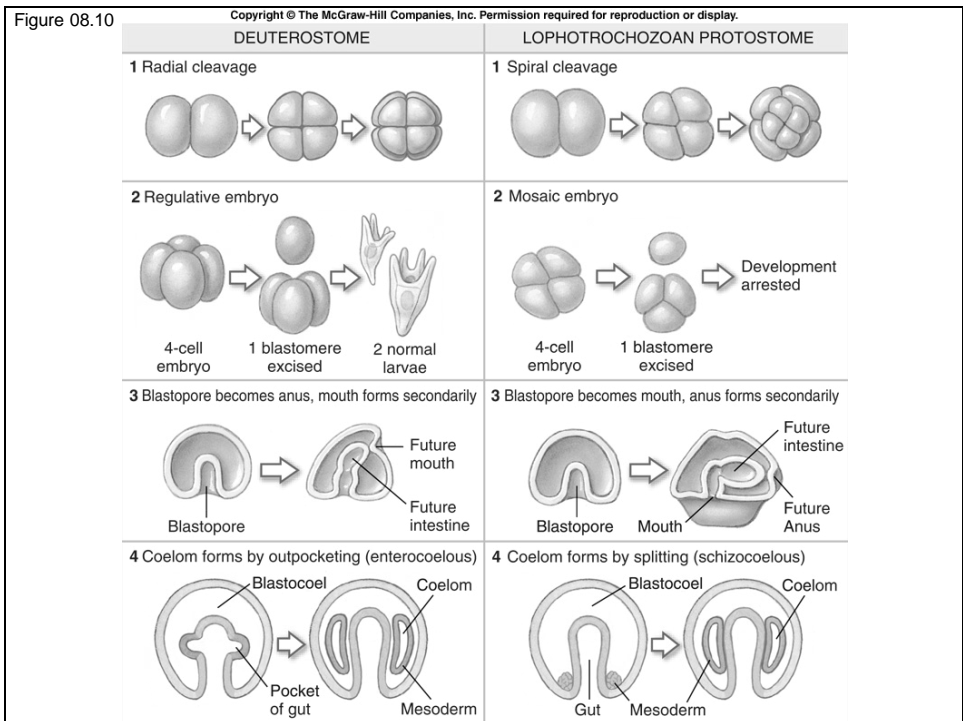 Figure 08.10
Copyright © The McGraw-Hill Companies, Inc. Permission required for reproduction or display.
DEUTEROSTOME
LOPHOTROCHOZOAN PROTOSTOME
1 Radial cleavage
1 Spiral cleavage
2 Regulative embryo
4-cell
embryo
1 blastomere
excised
2 normal
larvae
2 Mosaic embryo
Development
arrested
4-cell
embryo
1 blastomere
excised
3 Blastopore becomes anus, mouth forms secondarily
Future
mouth
Future
intestine
Blastopore
3 Blastopore becomes mouth, anus forms secondarily
Future
intestine
Future
Anus
Blastopore
Mouth
4 Coelom forms by outpocketing (enterocoelous)
Blastocoel
Coelom
Pocket
of gut
Mesoderm
4 Coelom forms by splitting (schizocoelous)
Blastocoel
Coelom
Gut
Mesoderm